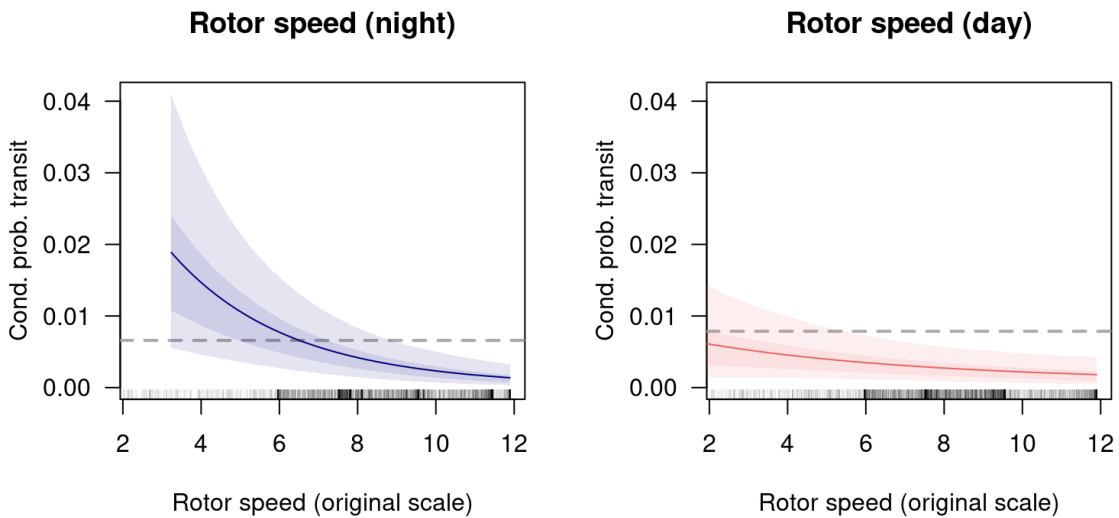 Rotor speed (night)
Cond. prob. transit
0.04
0.03
0.02
0.01
0.00
2 4 6 8 10 12
Rotor speed (original scale)
Rotor speed (day)
Cond. prob. transit
0.04
0.03
0.02
0.01
0.00
2 4 6 8 10 12
Rotor speed (original scale)